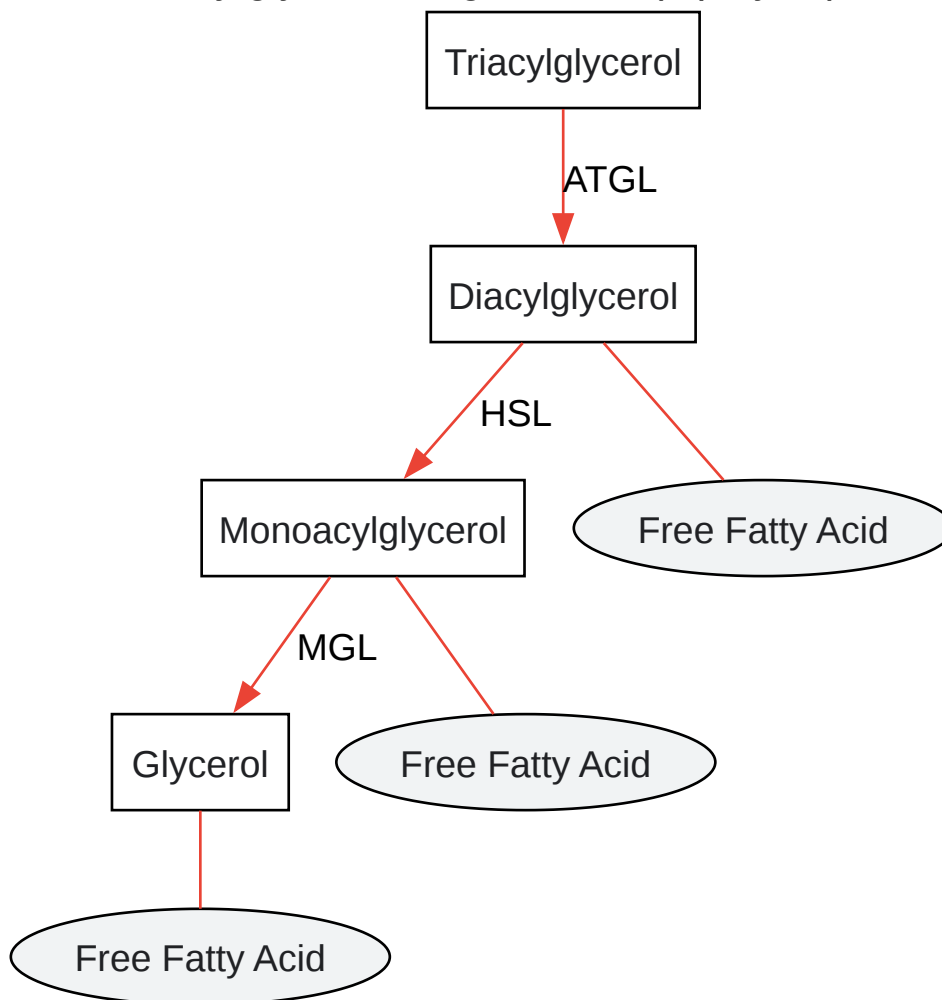 Triacylglycerol
ATGL
Diacylglycerol
HSL
Monoacylglycerol
Free Fatty Acid
MGL
Glycerol
Free Fatty Acid
Free Fatty Acid